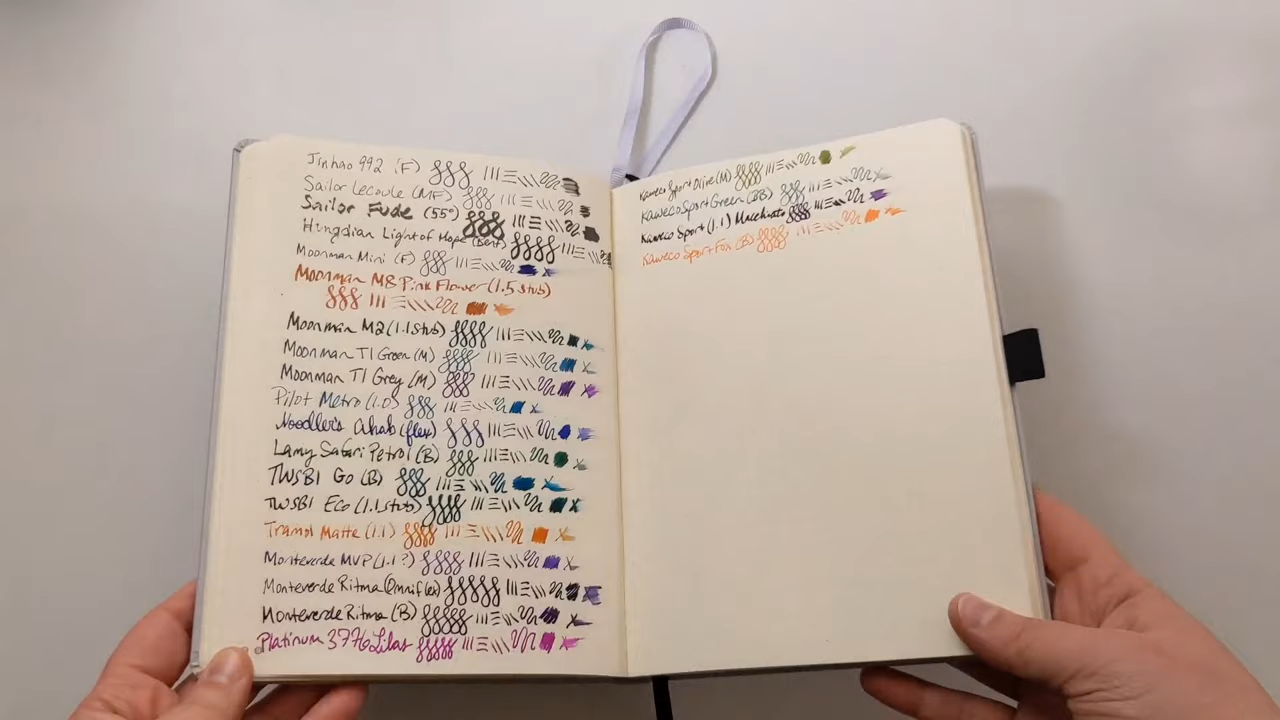 Jinhao 992 (F)
Sailor Lecoule (MF)
Sailor Fude (55°)
Hingdian Light of Hope (Bent)
Moonman Mini (F)
Moonman M8 Pink Flower (1.5 stub)
Moonman M2 (1.1 stub)
Moonman T1 Green (M)
Moonman T1 Grey (M)
Pilot Metro (1.0)
Noodler's Ahab (flex)
Lamy Safari Petrol (B)
TWSBI Go (B)
TWSBI Eco (1.1 stub)
Tramol Matte (1.1)
Monteverde MVP (1.1?)
Monteverde Ritma (Omniflex)
Monteverde Ritma (B)
Platinum 3776 Lilas
Kaweco Sport Olive (M)
Kaweco Sport Green (BB)
Kaweco Sport (1.1) Macchiato
Kaweco Sport Fox (B)